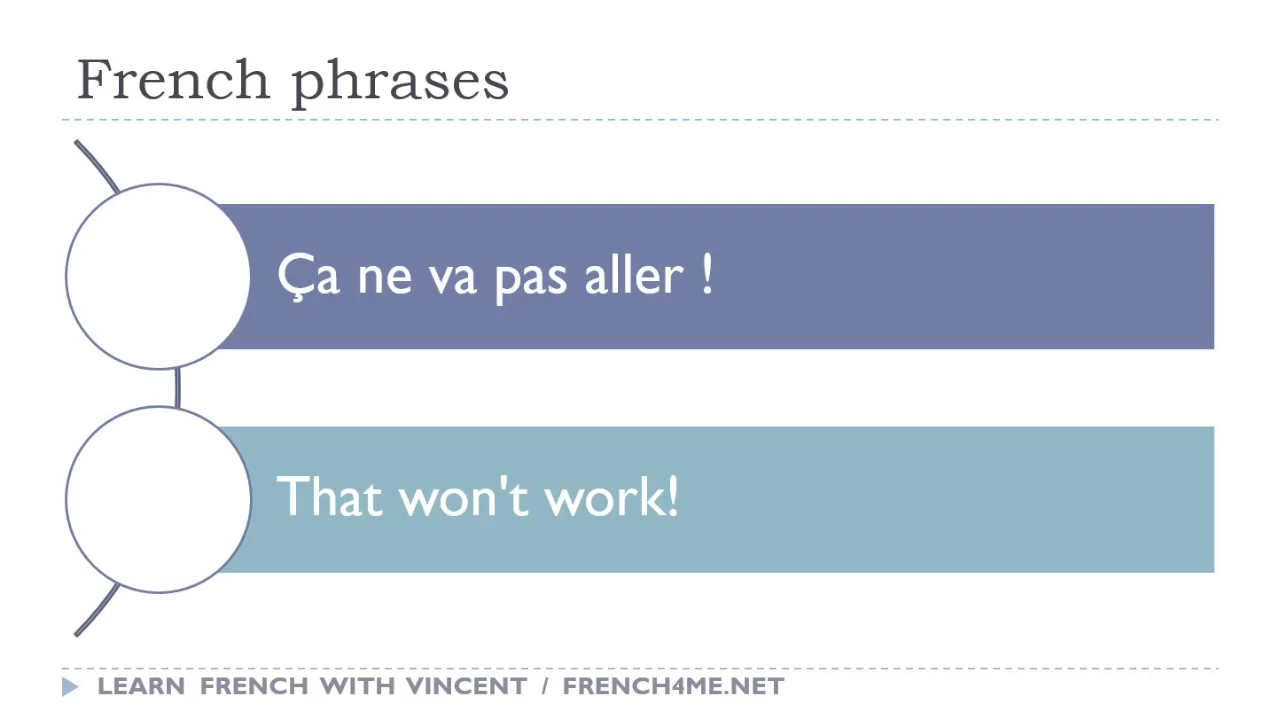 French phrases
Ça ne va pas aller !
That won't work!
LEARN FRENCH WITH VINCENT / FRENCH4ME.NET